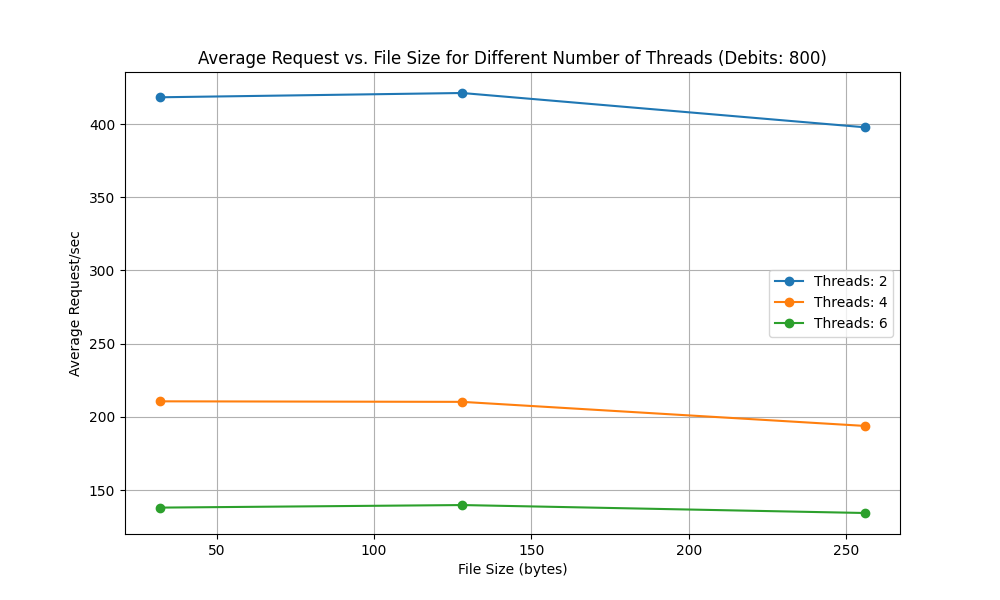 Average Request vs. File Size for Different Number of Threads (Debits: 800)
400
350
300
250
200
150
Average Request/sec
Threads: 2
Threads: 4
Threads: 6
50
100
150
200
250
File Size (bytes)